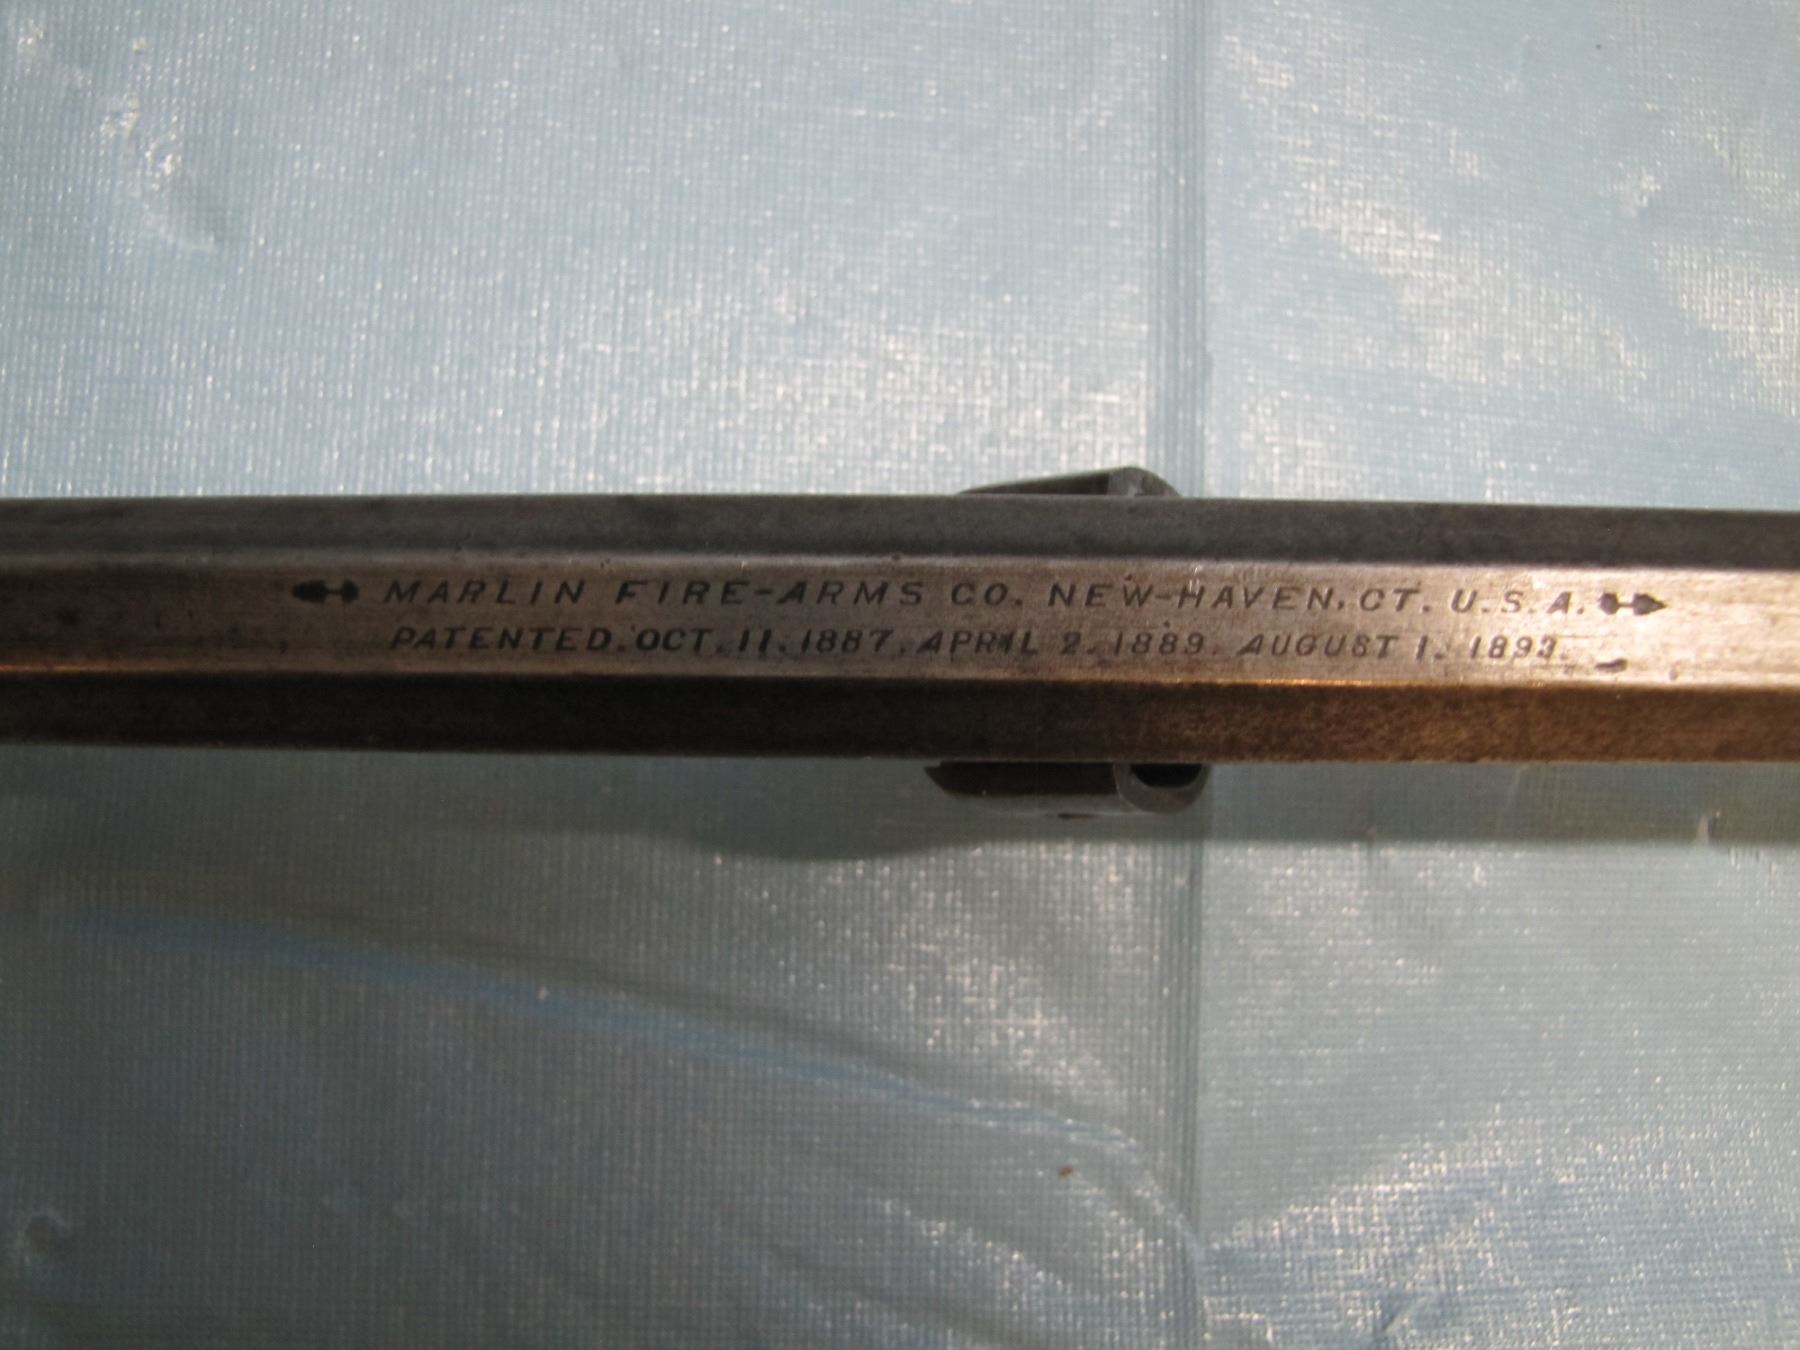 MARLIN FIRE-ARMS CO. NEW-HAVEN, CT. U.S.A.
PATENTED. OCT. 11. 1887. APRIL 2. 1889. AUGUST 1. 1893.